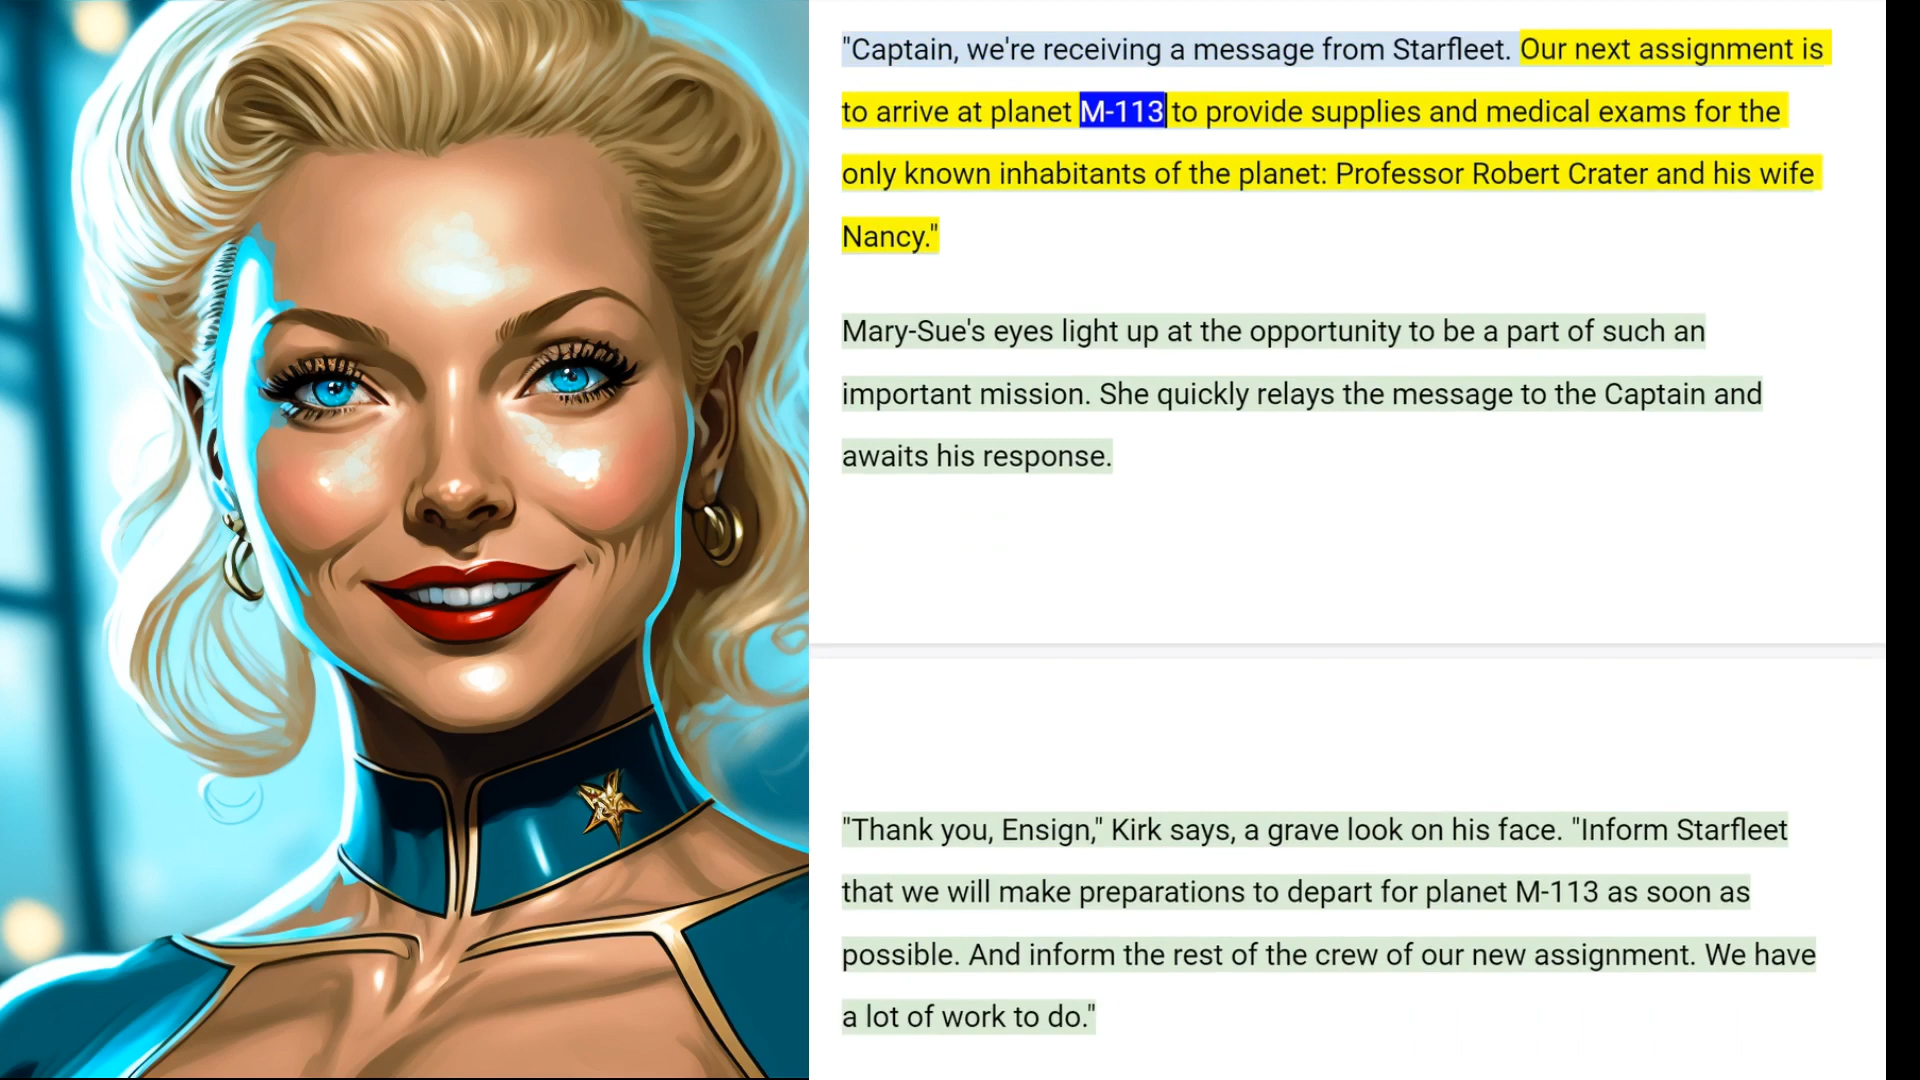 "Captain, we're receiving a message from Starfleet. Our next assignment is
to arrive at planet M-113 to provide supplies and medical exams for the
only known inhabitants of the planet: Professor Robert Crater and his wife
Nancy."
Mary-Sue's eyes light up at the opportunity to be a part of such an
important mission. She quickly relays the message to the Captain and
awaits his response.
"Thank you, Ensign," Kirk says, a grave look on his face. "Inform Starfleet
that we will make preparations to depart for planet M-113 as soon as
possible. And inform the rest of the crew of our new assignment. We have
a lot of work to do."